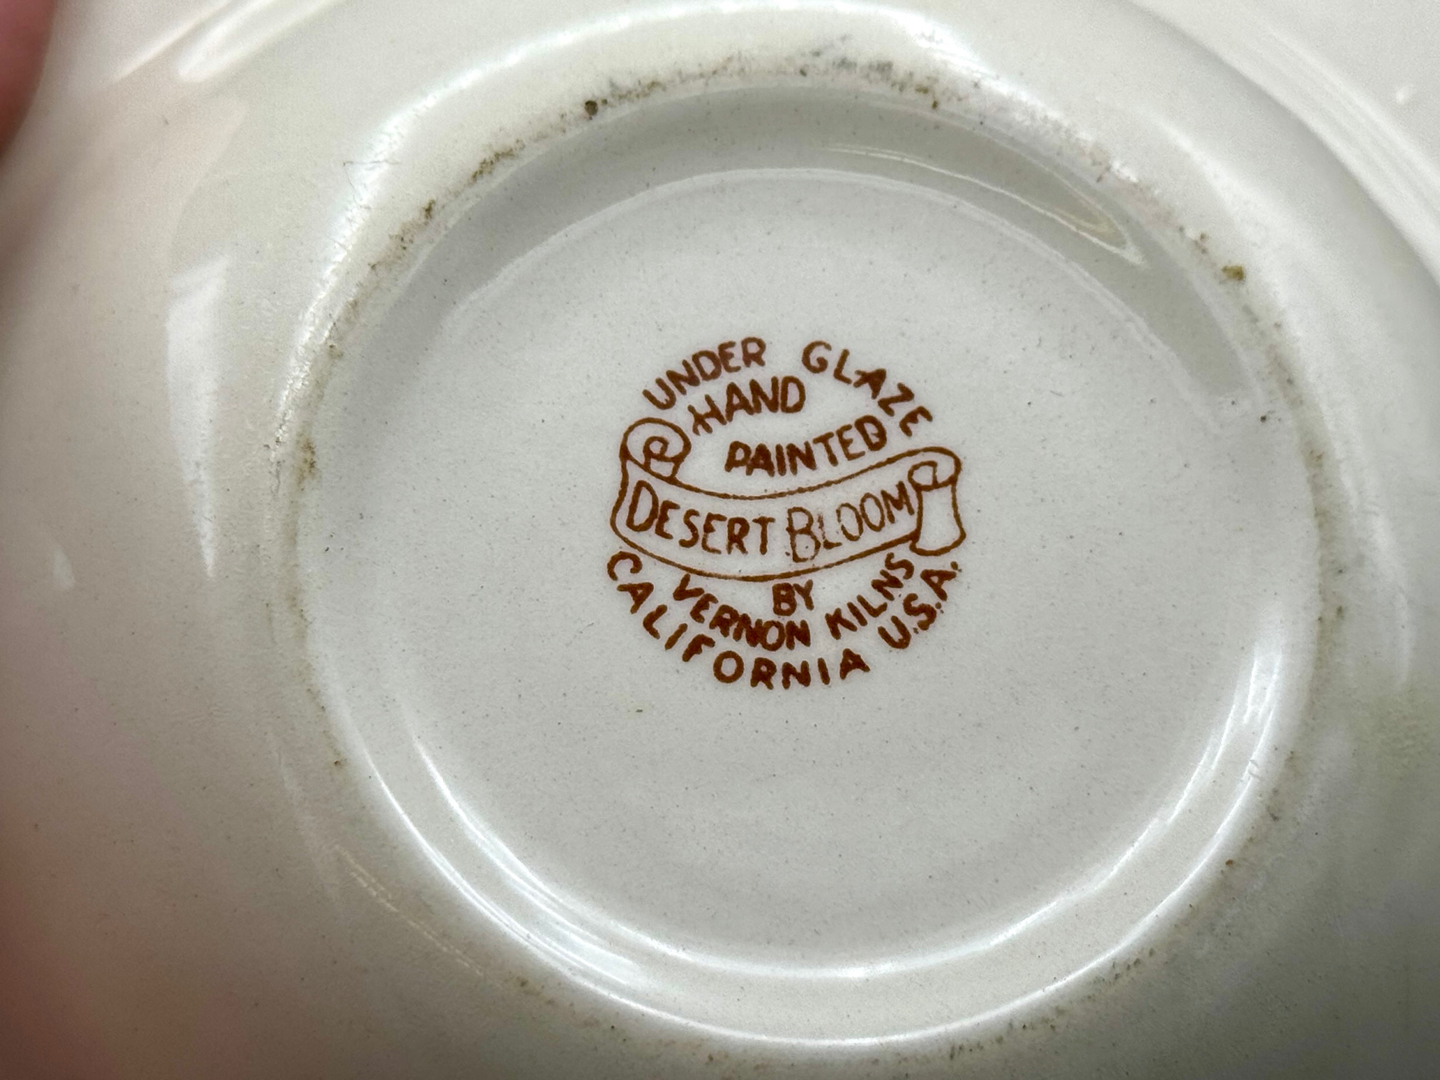 UNDER GLAZE
HAND
PAINTED
DESERT BLOOM
BY
VERNON KILNS
CALIFORNIA U.S.A.